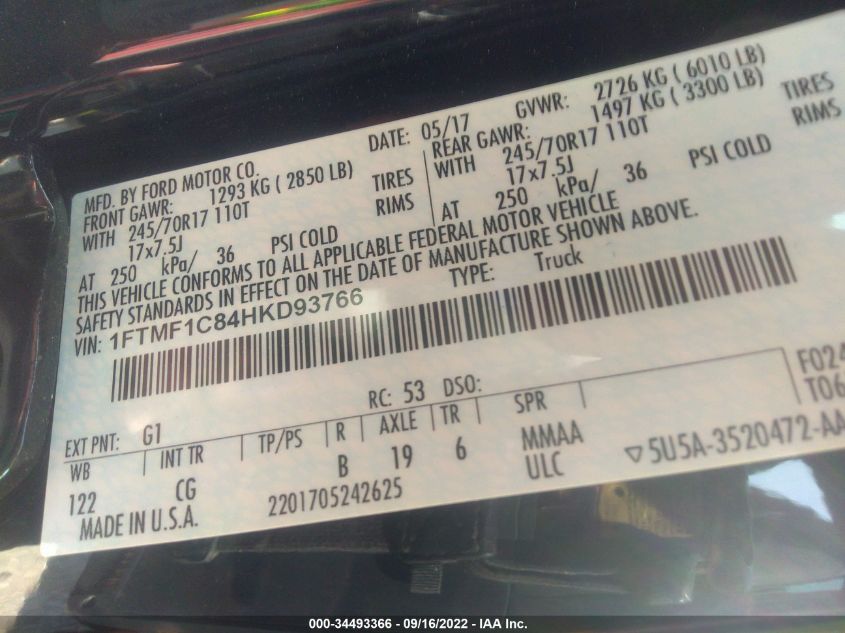 MFD. BY FORD MOTOR CO. DATE: 05/17 GVWR: 2726 KG ( 6010 LB)
FRONT GAWR: 1293 KG ( 2850 LB) REAR GAWR: 1497 KG ( 3300 LB)
WITH 245/70R17 110T TIRES WITH 245/70R17 110T TIRES
17x7.5J RIMS 17x7.5J RIMS
AT 250 kPa/ 36 PSI COLD AT 250 kPa/ 36 PSI COLD
THIS VEHICLE CONFORMS TO ALL APPLICABLE FEDERAL MOTOR VEHICLE
SAFETY STANDARDS IN EFFECT ON THE DATE OF MANUFACTURE SHOWN ABOVE.
VIN: 1FTMF1C84HKD93766 TYPE: Truck
F024
EXT PNT: G1 RC: 53 DSO: T06
WB INT TR TP/PS R AXLE TR SPR
122 CG B 19 6 MMAA ▽5U5A-3520472-AA
ULC
MADE IN U.S.A. 2201705242625
000-34493366 - 09/16/2022 - IAA Inc.